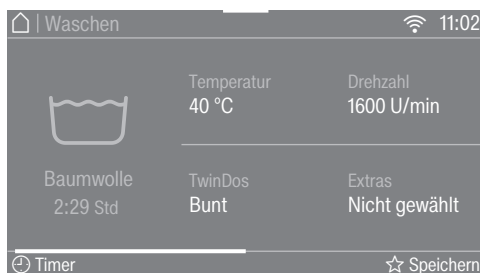 | Waschen 11:02
Temperatur Drehzahl
40 °C 1600 U/min
Baumwolle
2:29 Std
TwinDos Extras
Bunt Nicht gewählt
Timer Speichern